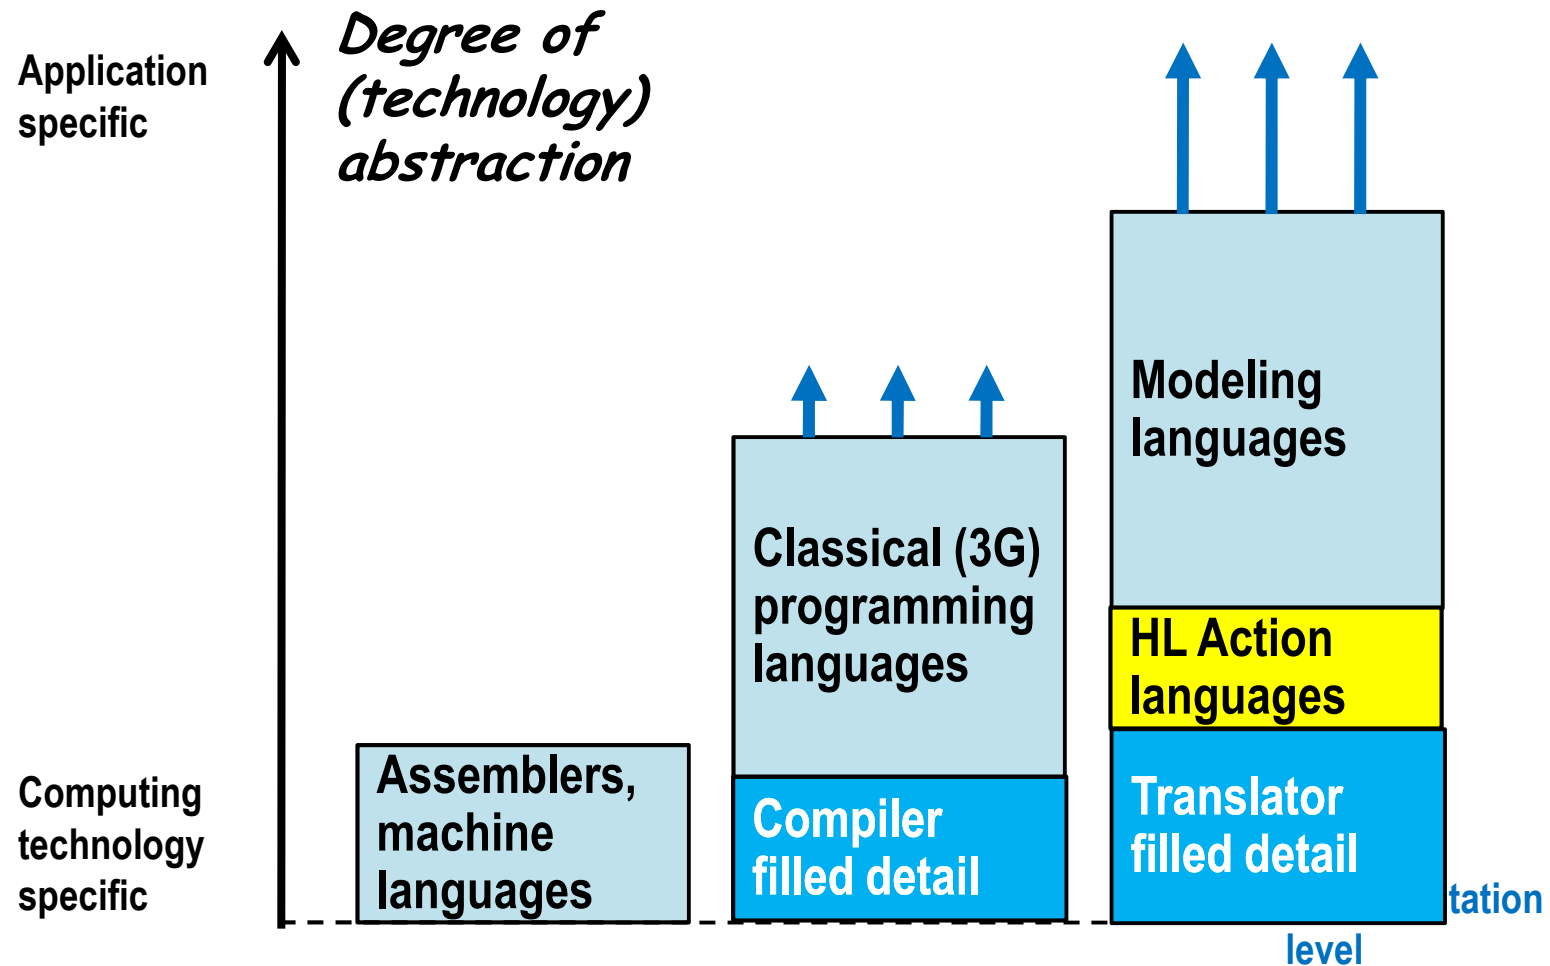 Degree of
(technology)
abstraction
Application
specific
Modeling
languages
Classical (3G)
programming
languages
HL Action
languages
Assemblers,
machine
languages
Compiler
filled detail
Translator
filled detail
Computing
technology
specific
tation
level